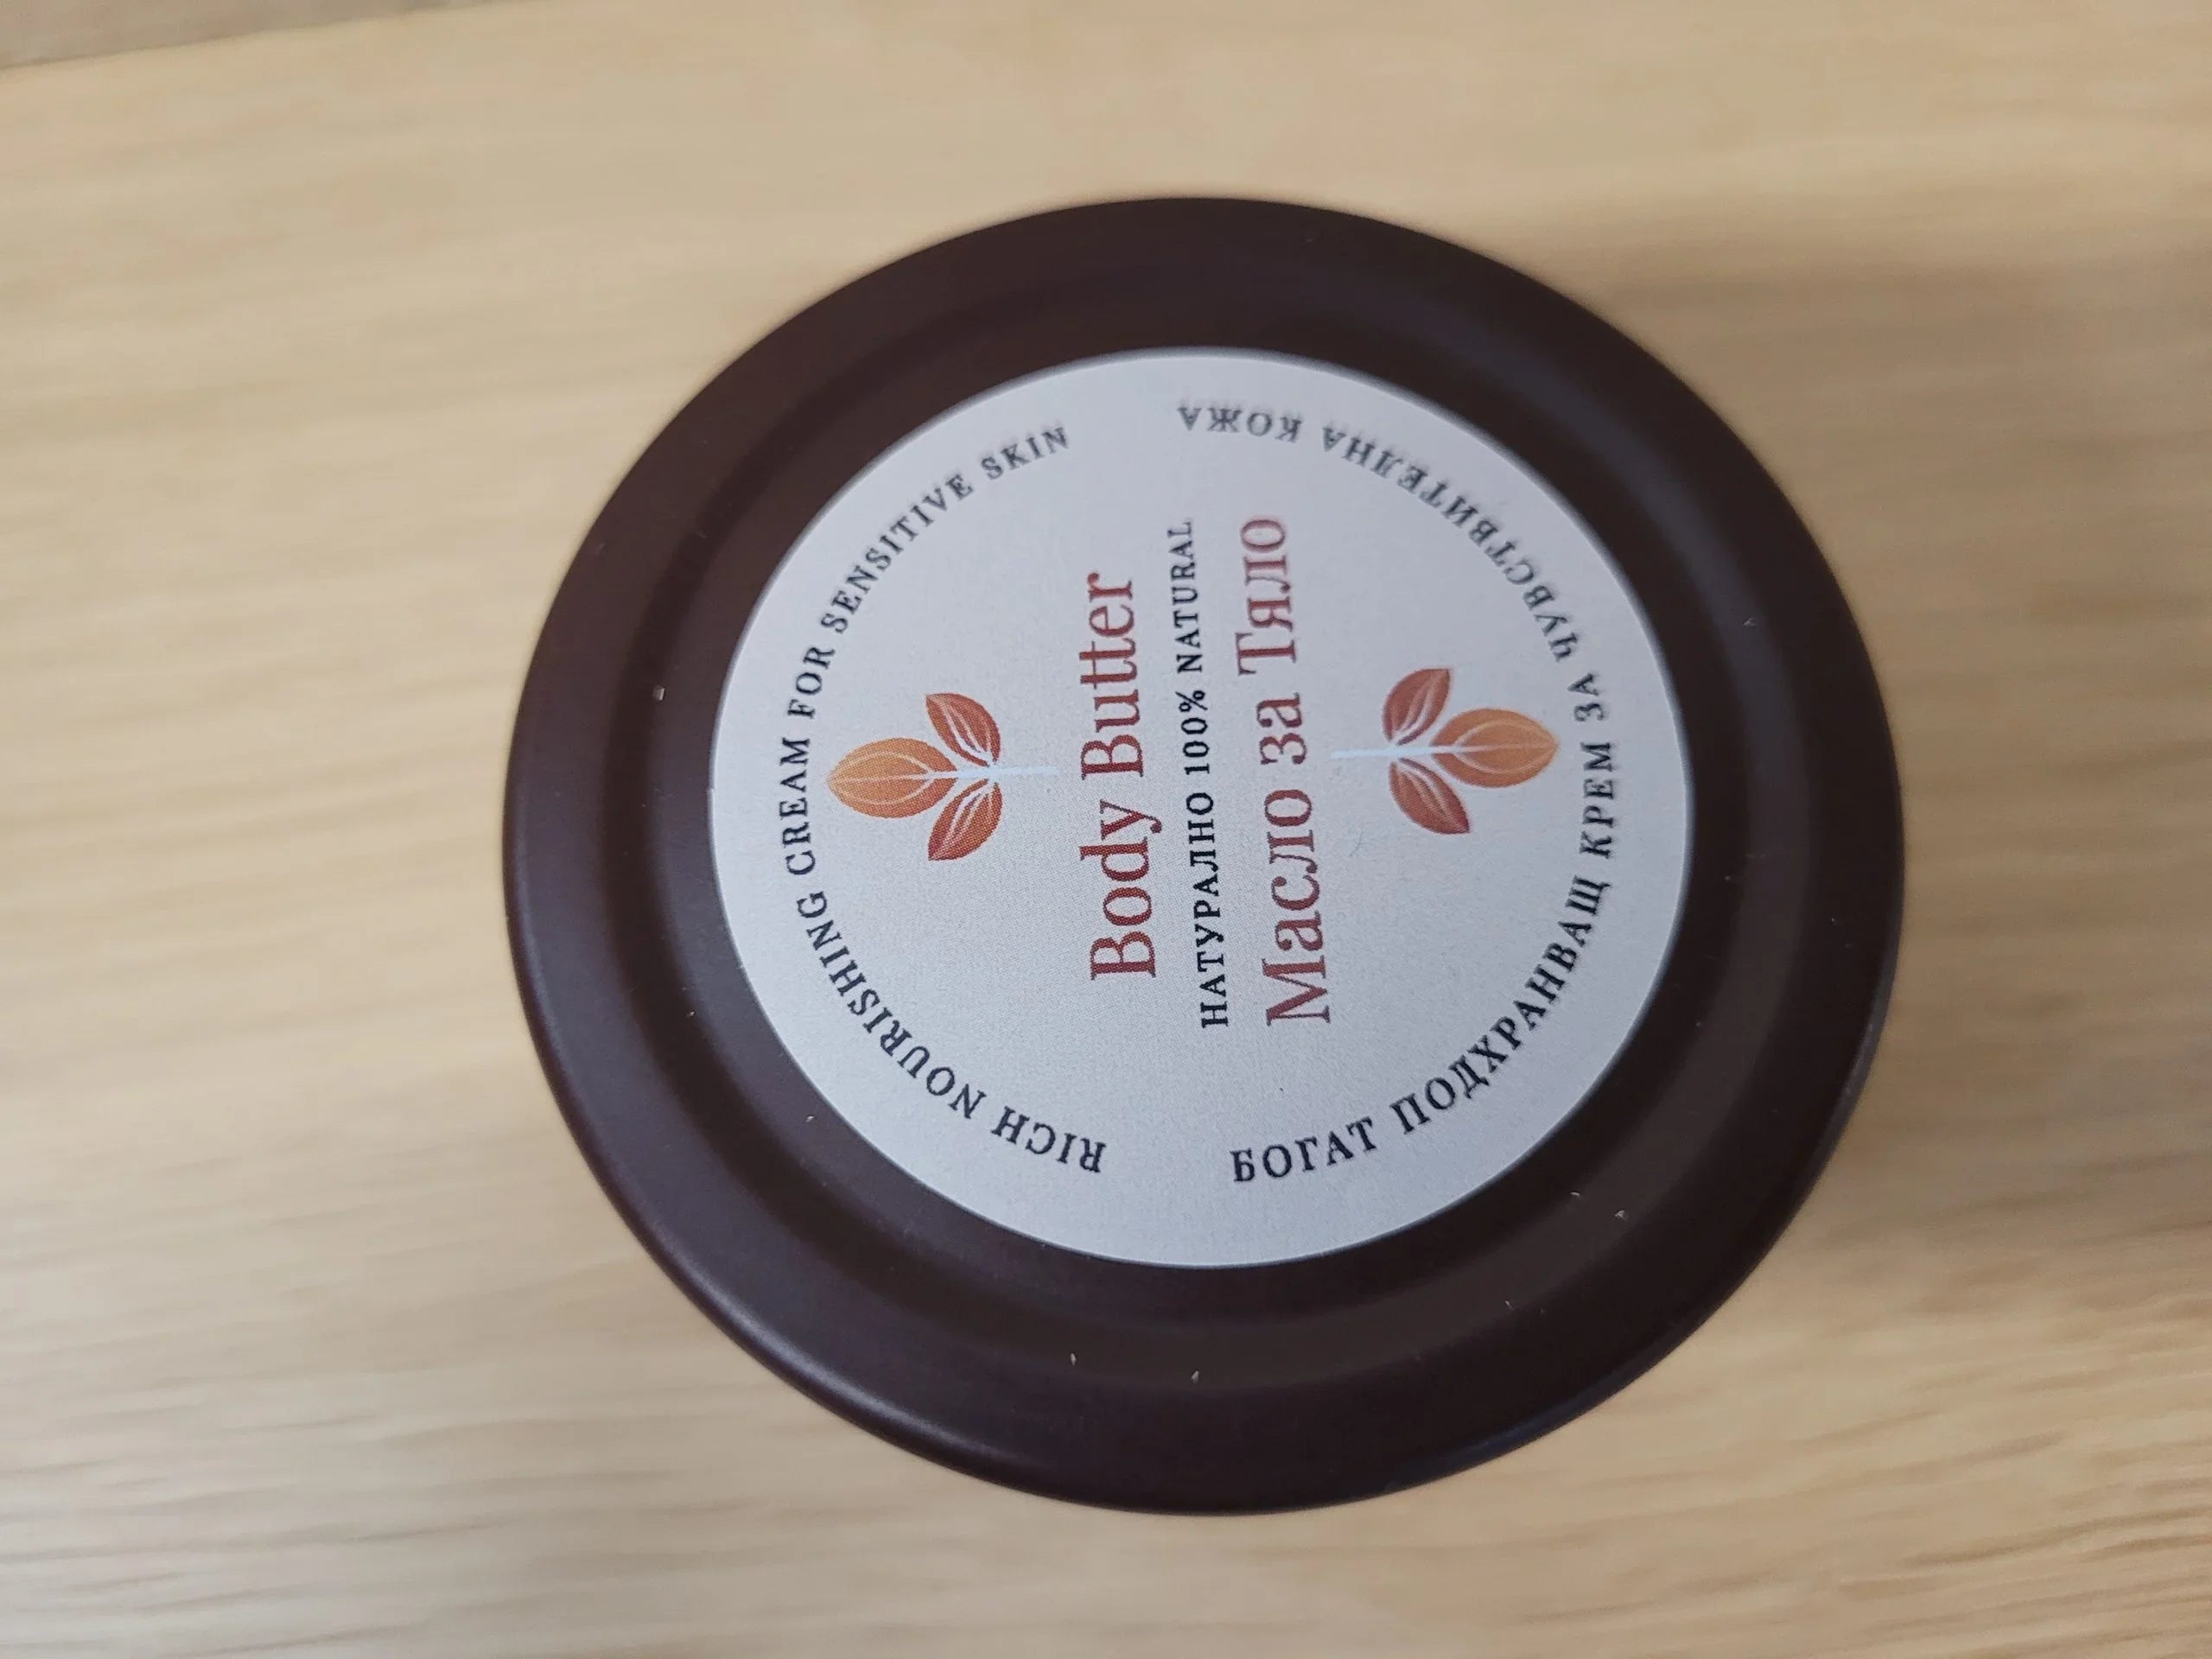 RICH NOURISHING CREAM FOR SENSITIVE SKIN
Body Butter
НАТУРАЛНО 100% NATURAL
Масло за Тяло
БОГАТ ПОДХРАНВАЩ КРЕМ ЗА ЧУВСТВИТЕЛНА КОЖА